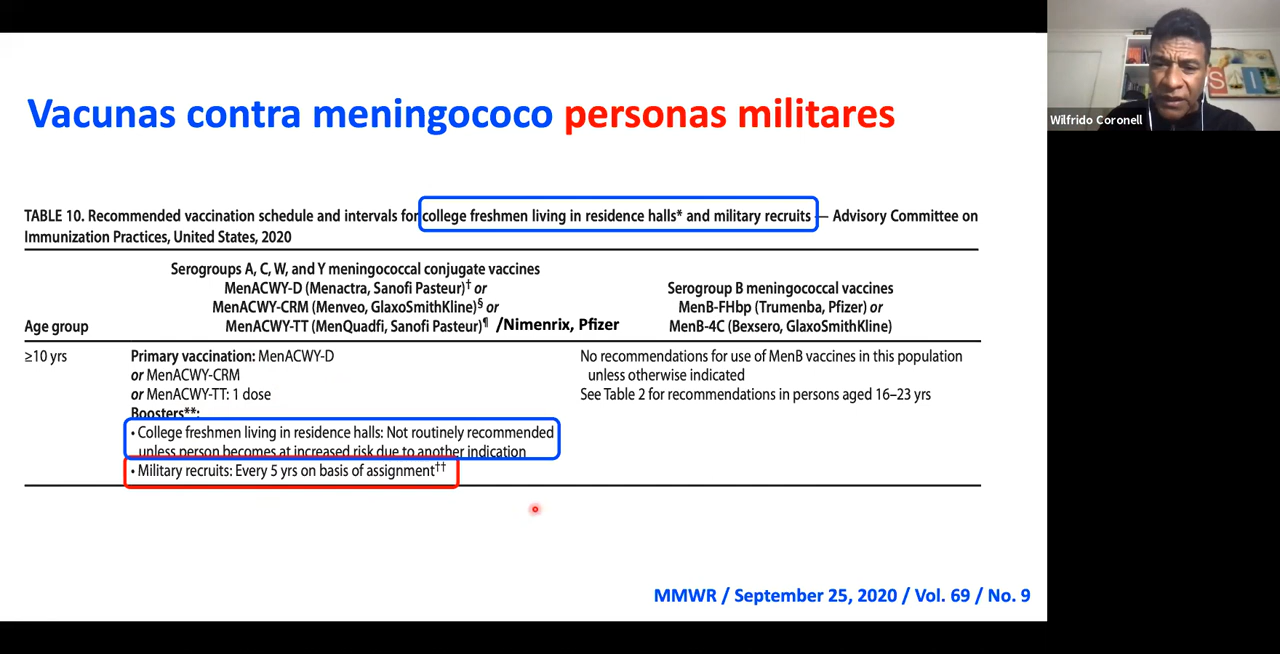 Vacunas contra meningococo personas militares
Wilfrido Coronell
TABLE 10. Recommended vaccination schedule and intervals for college freshmen living in residence halls* and military recruits — Advisory Committee on
Immunization Practices, United States, 2020
Serogroups A, C, W, and Y meningococcal conjugate vaccines
MenACWY-D (Menactra, Sanofi Pasteur)† or
MenACWY-CRM (Menveo, GlaxoSmithKline)§ or
MenACWY-TT (MenQuadfi, Sanofi Pasteur)¶ /Nimenrix, Pfizer
Serogroup B meningococcal vaccines
MenB-FHbp (Trumenba, Pfizer) or
MenB-4C (Bexsero, GlaxoSmithKline)
Age group
≥10 yrs
Primary vaccination: MenACWY-D
or MenACWY-CRM
or MenACWY-TT: 1 dose
Boosters**:
• College freshmen living in residence halls: Not routinely recommended
unless person becomes at increased risk due to another indication
• Military recruits: Every 5 yrs on basis of assignment††
No recommendations for use of MenB vaccines in this population
unless otherwise indicated
See Table 2 for recommendations in persons aged 16–23 yrs
MMWR / September 25, 2020 / Vol. 69 / No. 9